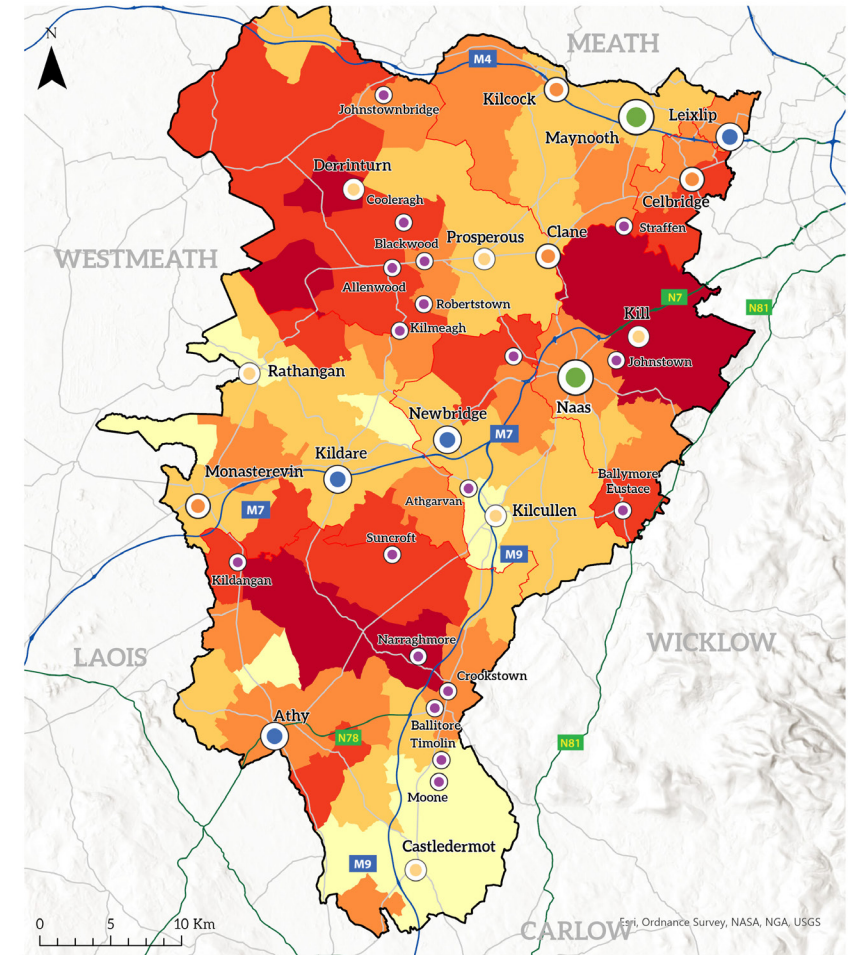 N
MEATH
M4
Kilcock
Johnstownbridge
Leixlip
Maynooth
Derrinturn
Cooleragh
Celbridge
Straffen
Blackwood
Prosperous
Clane
WESTMEATH
Allenwood
N7
N81
Robertstown
Kill
Kilmeagh
Johnstown
Rathangan
Naas
Newbridge
M7
Kildare
Monasterevin
Ballymore
Eustace
Athgarvan
M7
Kilcullen
Suncroft
M9
Kildangan
Narraghmore
WICKLOW
LAOIS
Crookstown
Athy
Ballitore
N78
Timolin
N81
Moone
Castledermot
M9
0 5 10 Km
CARLOW
Esri, Ordnance Survey, NASA, NGA, USGS